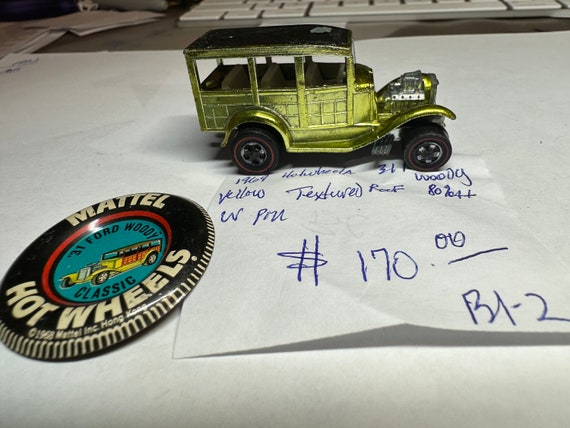 1969 Hotwheels 31 Woody
yellow Textured Roof 80%++
w Pin
$ 170.00
B1-2
MATTEL
'31 FORD WOODY
CLASSIC
HOT WHEELS.
©1968 Mattel Inc. Hong Kong